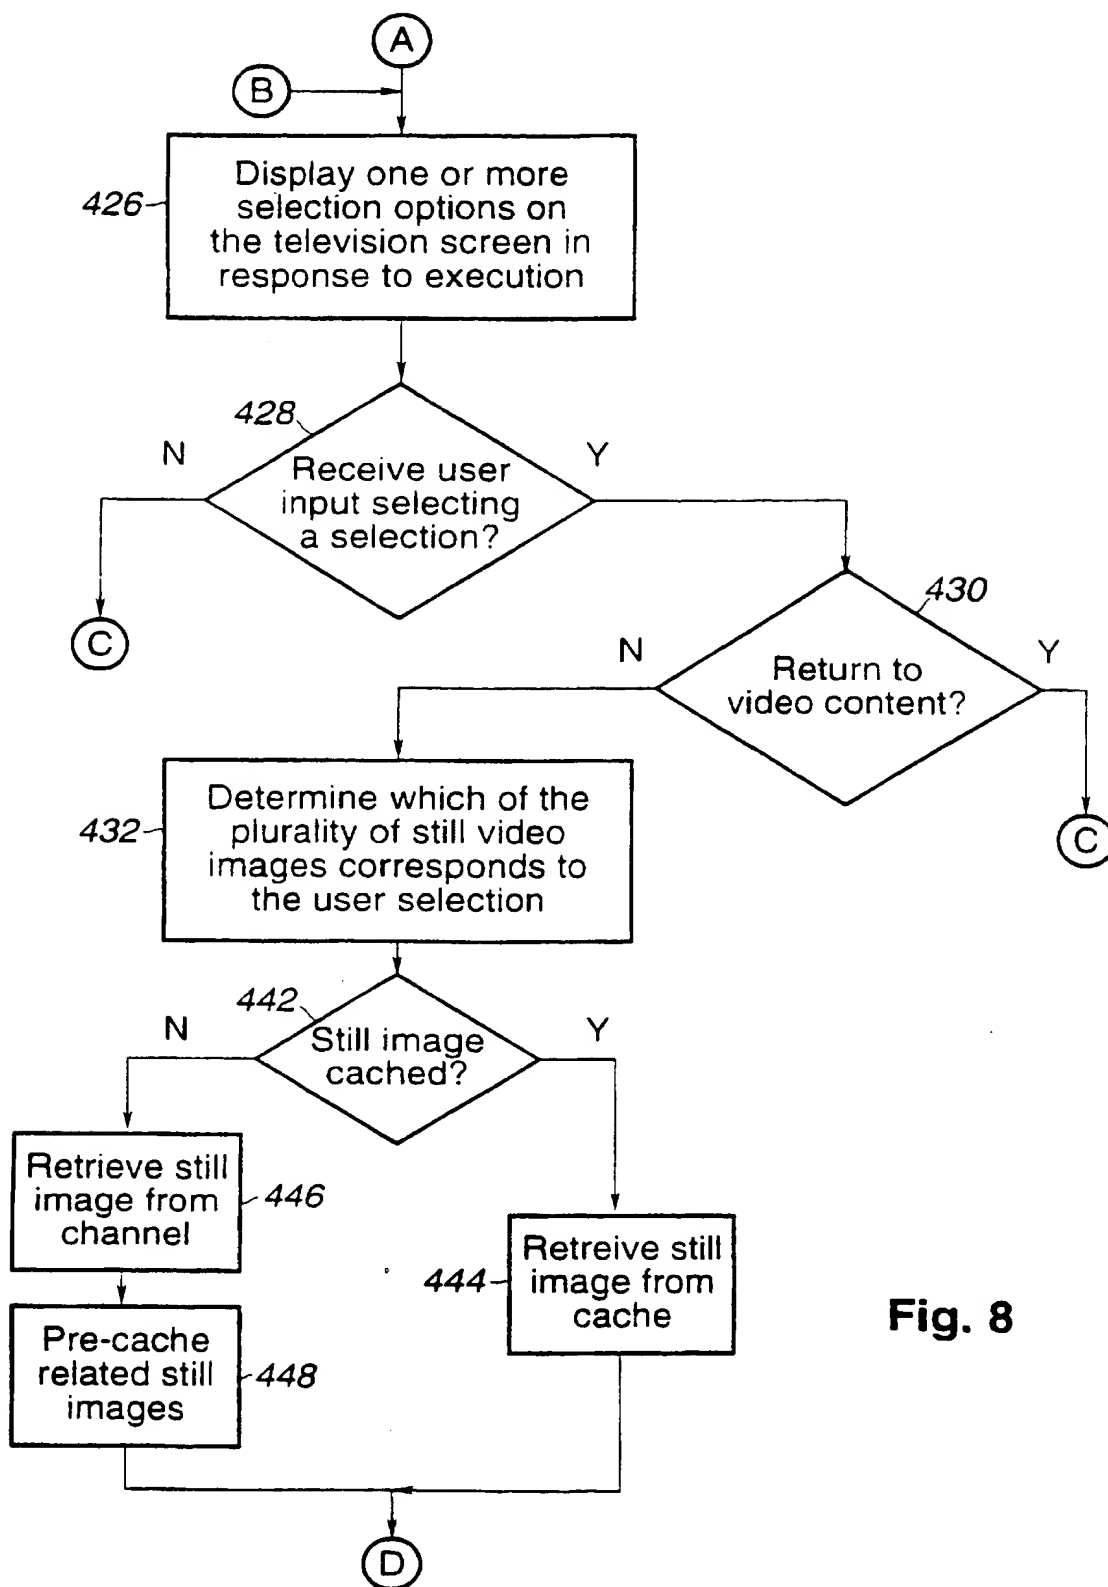 A
B
426
Display one or more
selection options on
the television screen in
response to execution
428
N
Y
Receive user
input selecting
a selection?
C
430
N
Y
Return to
video content?
C
432
Determine which of the
plurality of still video
images corresponds to
the user selection
442
N
Y
Still image
cached?
Retrieve still
image from
channel
446
444
Retreive still
image from
cache
Pre-cache
related still
images
448
Fig. 8
D